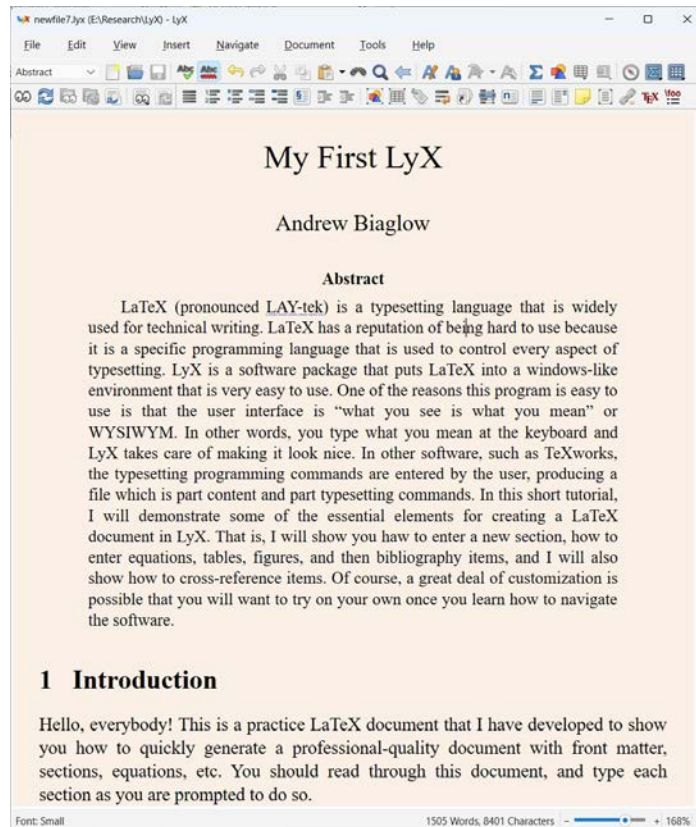 newfile7.lyx (E:\Research\LyX) - LyX
File Edit View Insert Navigate Document Tools Help
Abstract
My First LyX
Andrew Biaglow
Abstract
LaTeX (pronounced LAY-tek) is a typesetting language that is widely
used for technical writing. LaTeX has a reputation of being hard to use because
it is a specific programming language that is used to control every aspect of
typesetting. LyX is a software package that puts LaTeX into a windows-like
environment that is very easy to use. One of the reasons this program is easy to
use is that the user interface is “what you see is what you mean” or
WYSIWYM. In other words, you type what you mean at the keyboard and
LyX takes care of making it look nice. In other software, such as TeXworks,
the typesetting programming commands are entered by the user, producing a
file which is part content and part typesetting commands. In this short tutorial,
I will demonstrate some of the essential elements for creating a LaTeX
document in LyX. That is, I will show you haw to enter a new section, how to
enter equations, tables, figures, and then bibliography items, and I will also
show how to cross-reference items. Of course, a great deal of customization is
possible that you will want to try on your own once you learn how to navigate
the software.
1 Introduction
Hello, everybody! This is a practice LaTeX document that I have developed to show
you how to quickly generate a professional-quality document with front matter,
sections, equations, etc. You should read through this document, and type each
section as you are prompted to do so.
Font: Small 1505 Words, 8401 Characters - + 168%